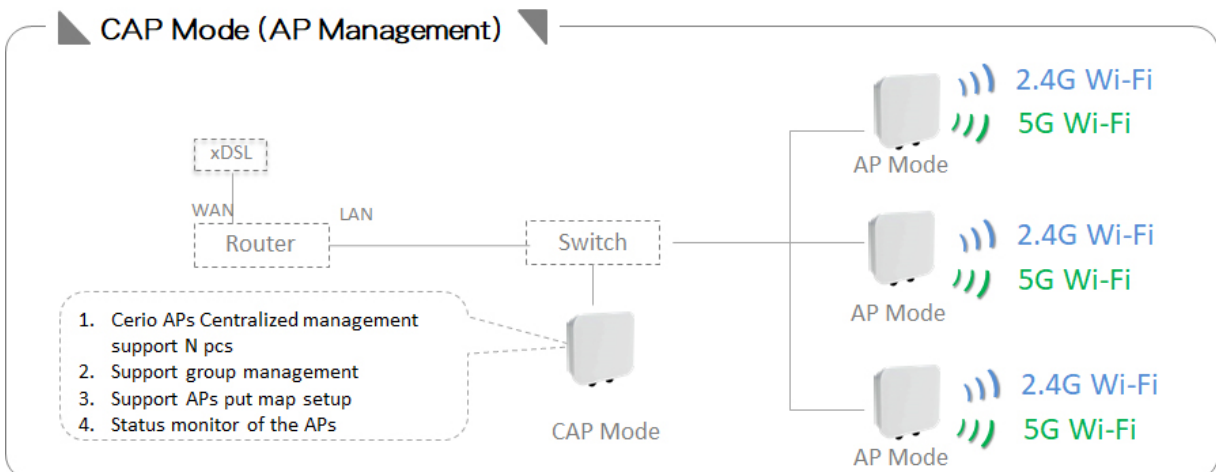 CAP Mode (AP Management)
2.4G Wi-Fi
5G Wi-Fi
AP Mode
xDSL
WAN
LAN
Router
Switch
2.4G Wi-Fi
5G Wi-Fi
AP Mode
1. Cerio APs Centralized management
support N pcs
2. Support group management
3. Support APs put map setup
4. Status monitor of the APs
CAP Mode
2.4G Wi-Fi
5G Wi-Fi
AP Mode